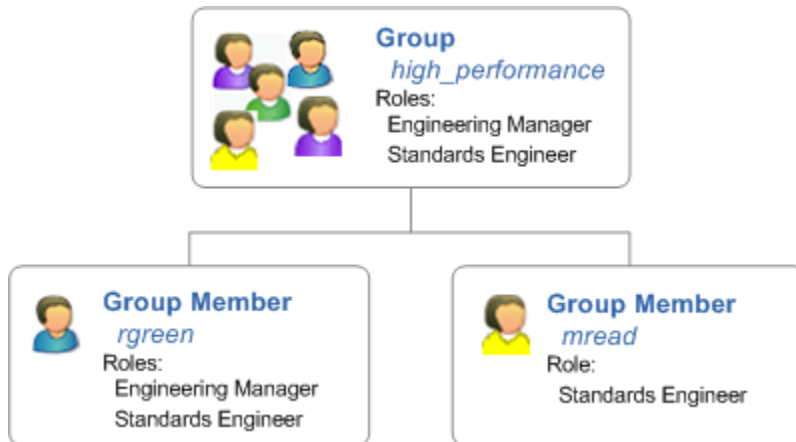 Group
high_performance
Roles:
Engineering Manager
Standards Engineer
Group Member
rgreen
Roles:
Engineering Manager
Standards Engineer
Group Member
mread
Role:
Standards Engineer